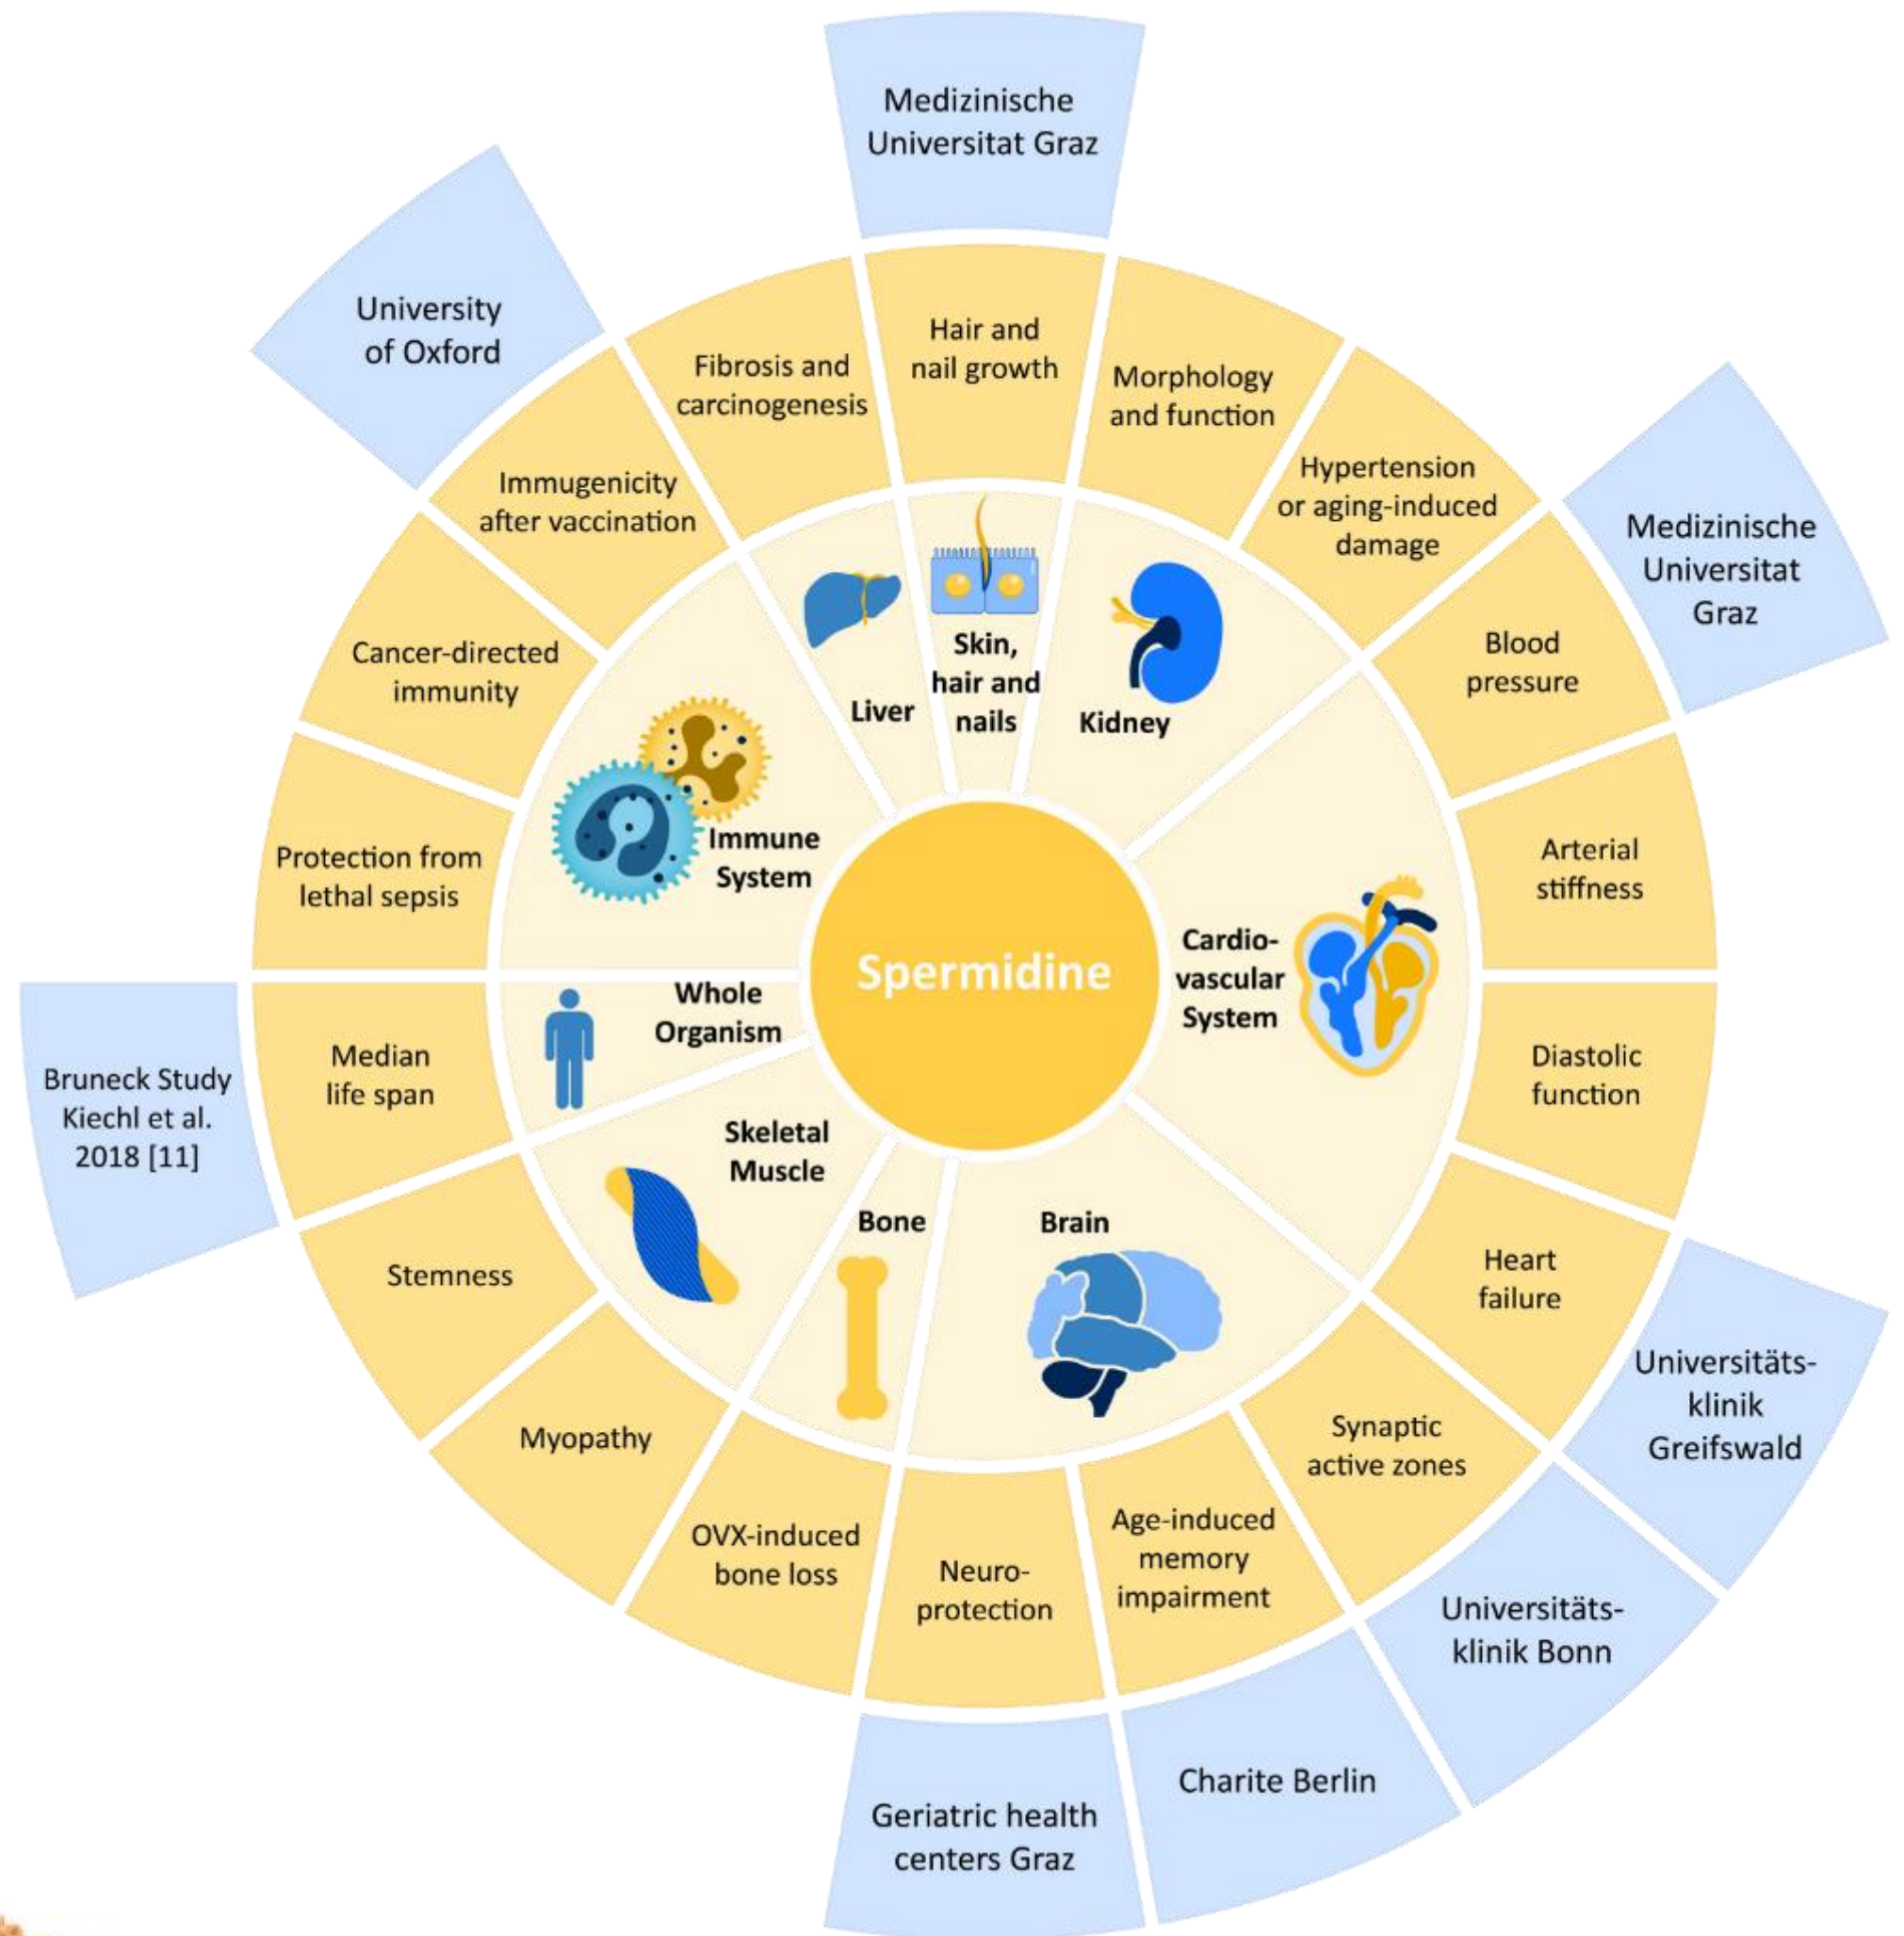 Medizinische
Universitat Graz
University
of Oxford
Medizinische
Universitat
Graz
Universitäts-
klinik
Greifswald
Universitäts-
klinik Bonn
Charite Berlin
Geriatric health
centers Graz
Bruneck Study
Kiechl et al.
2018 [11]
Hair and
nail growth
Morphology
and function
Hypertension
or aging-induced
damage
Blood
pressure
Arterial
stiffness
Diastolic
function
Heart
failure
Synaptic
active zones
Age-induced
memory
impairment
Neuro-
protection
OVX-induced
bone loss
Myopathy
Stemness
Median
life span
Protection from
lethal sepsis
Cancer-directed
immunity
Immugenicity
after vaccination
Fibrosis and
carcinogenesis
Skin,
hair and
nails
Kidney
Cardio-
vascular
System
Brain
Bone
Skeletal
Muscle
Whole
Organism
Immune
System
Liver
Spermidine